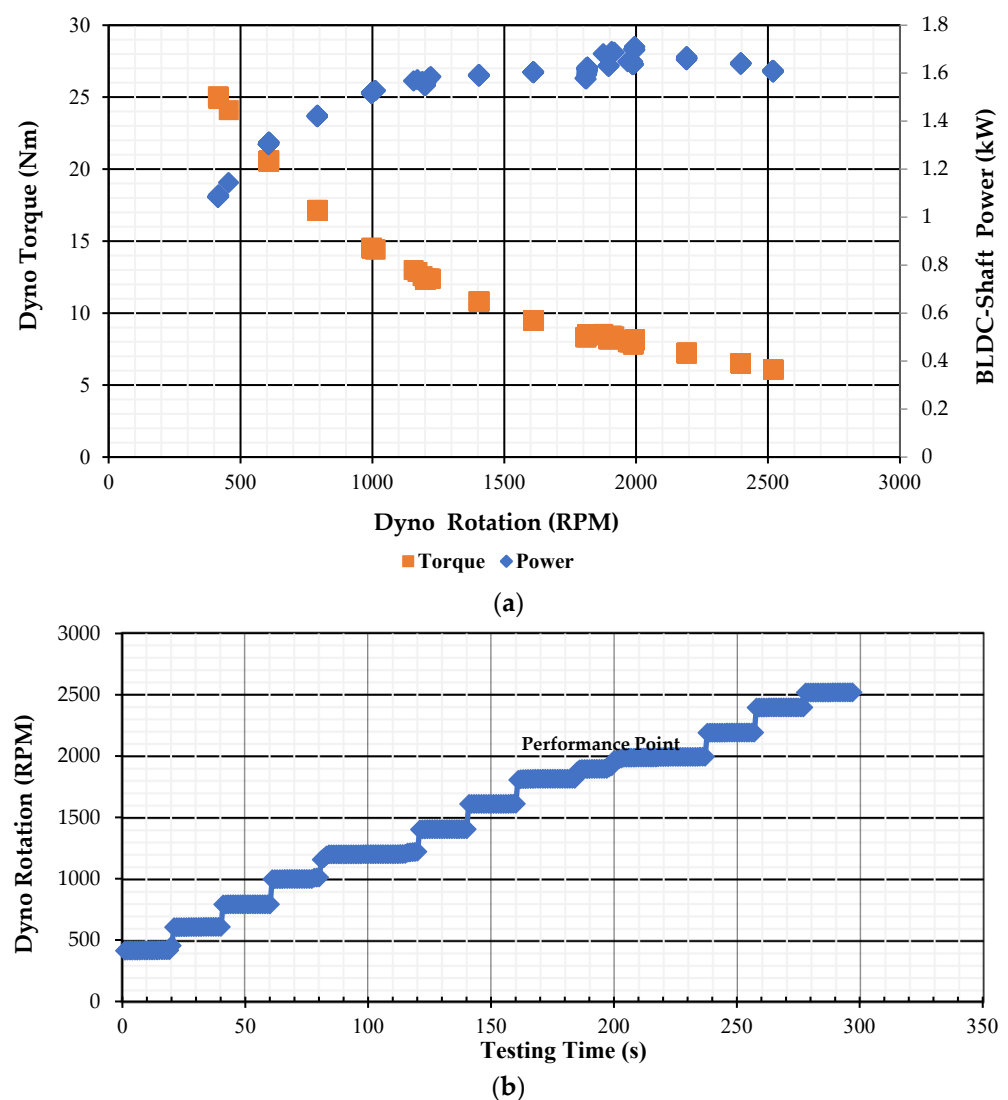 30
25
20
15
10
5
0
Dyno Torque (Nm)
1.8
1.6
1.4
1.2
1
0.8
0.6
0.4
0.2
0
BLDC-Shaft Power (kW)
0 500 1000 1500 2000 2500 3000
Dyno Rotation (RPM)
Torque Power
(a)
3000
2500
2000
1500
1000
500
0
Dyno Rotation (RPM)
Performance Point
0 50 100 150 200 250 300 350
Testing Time (s)
(b)